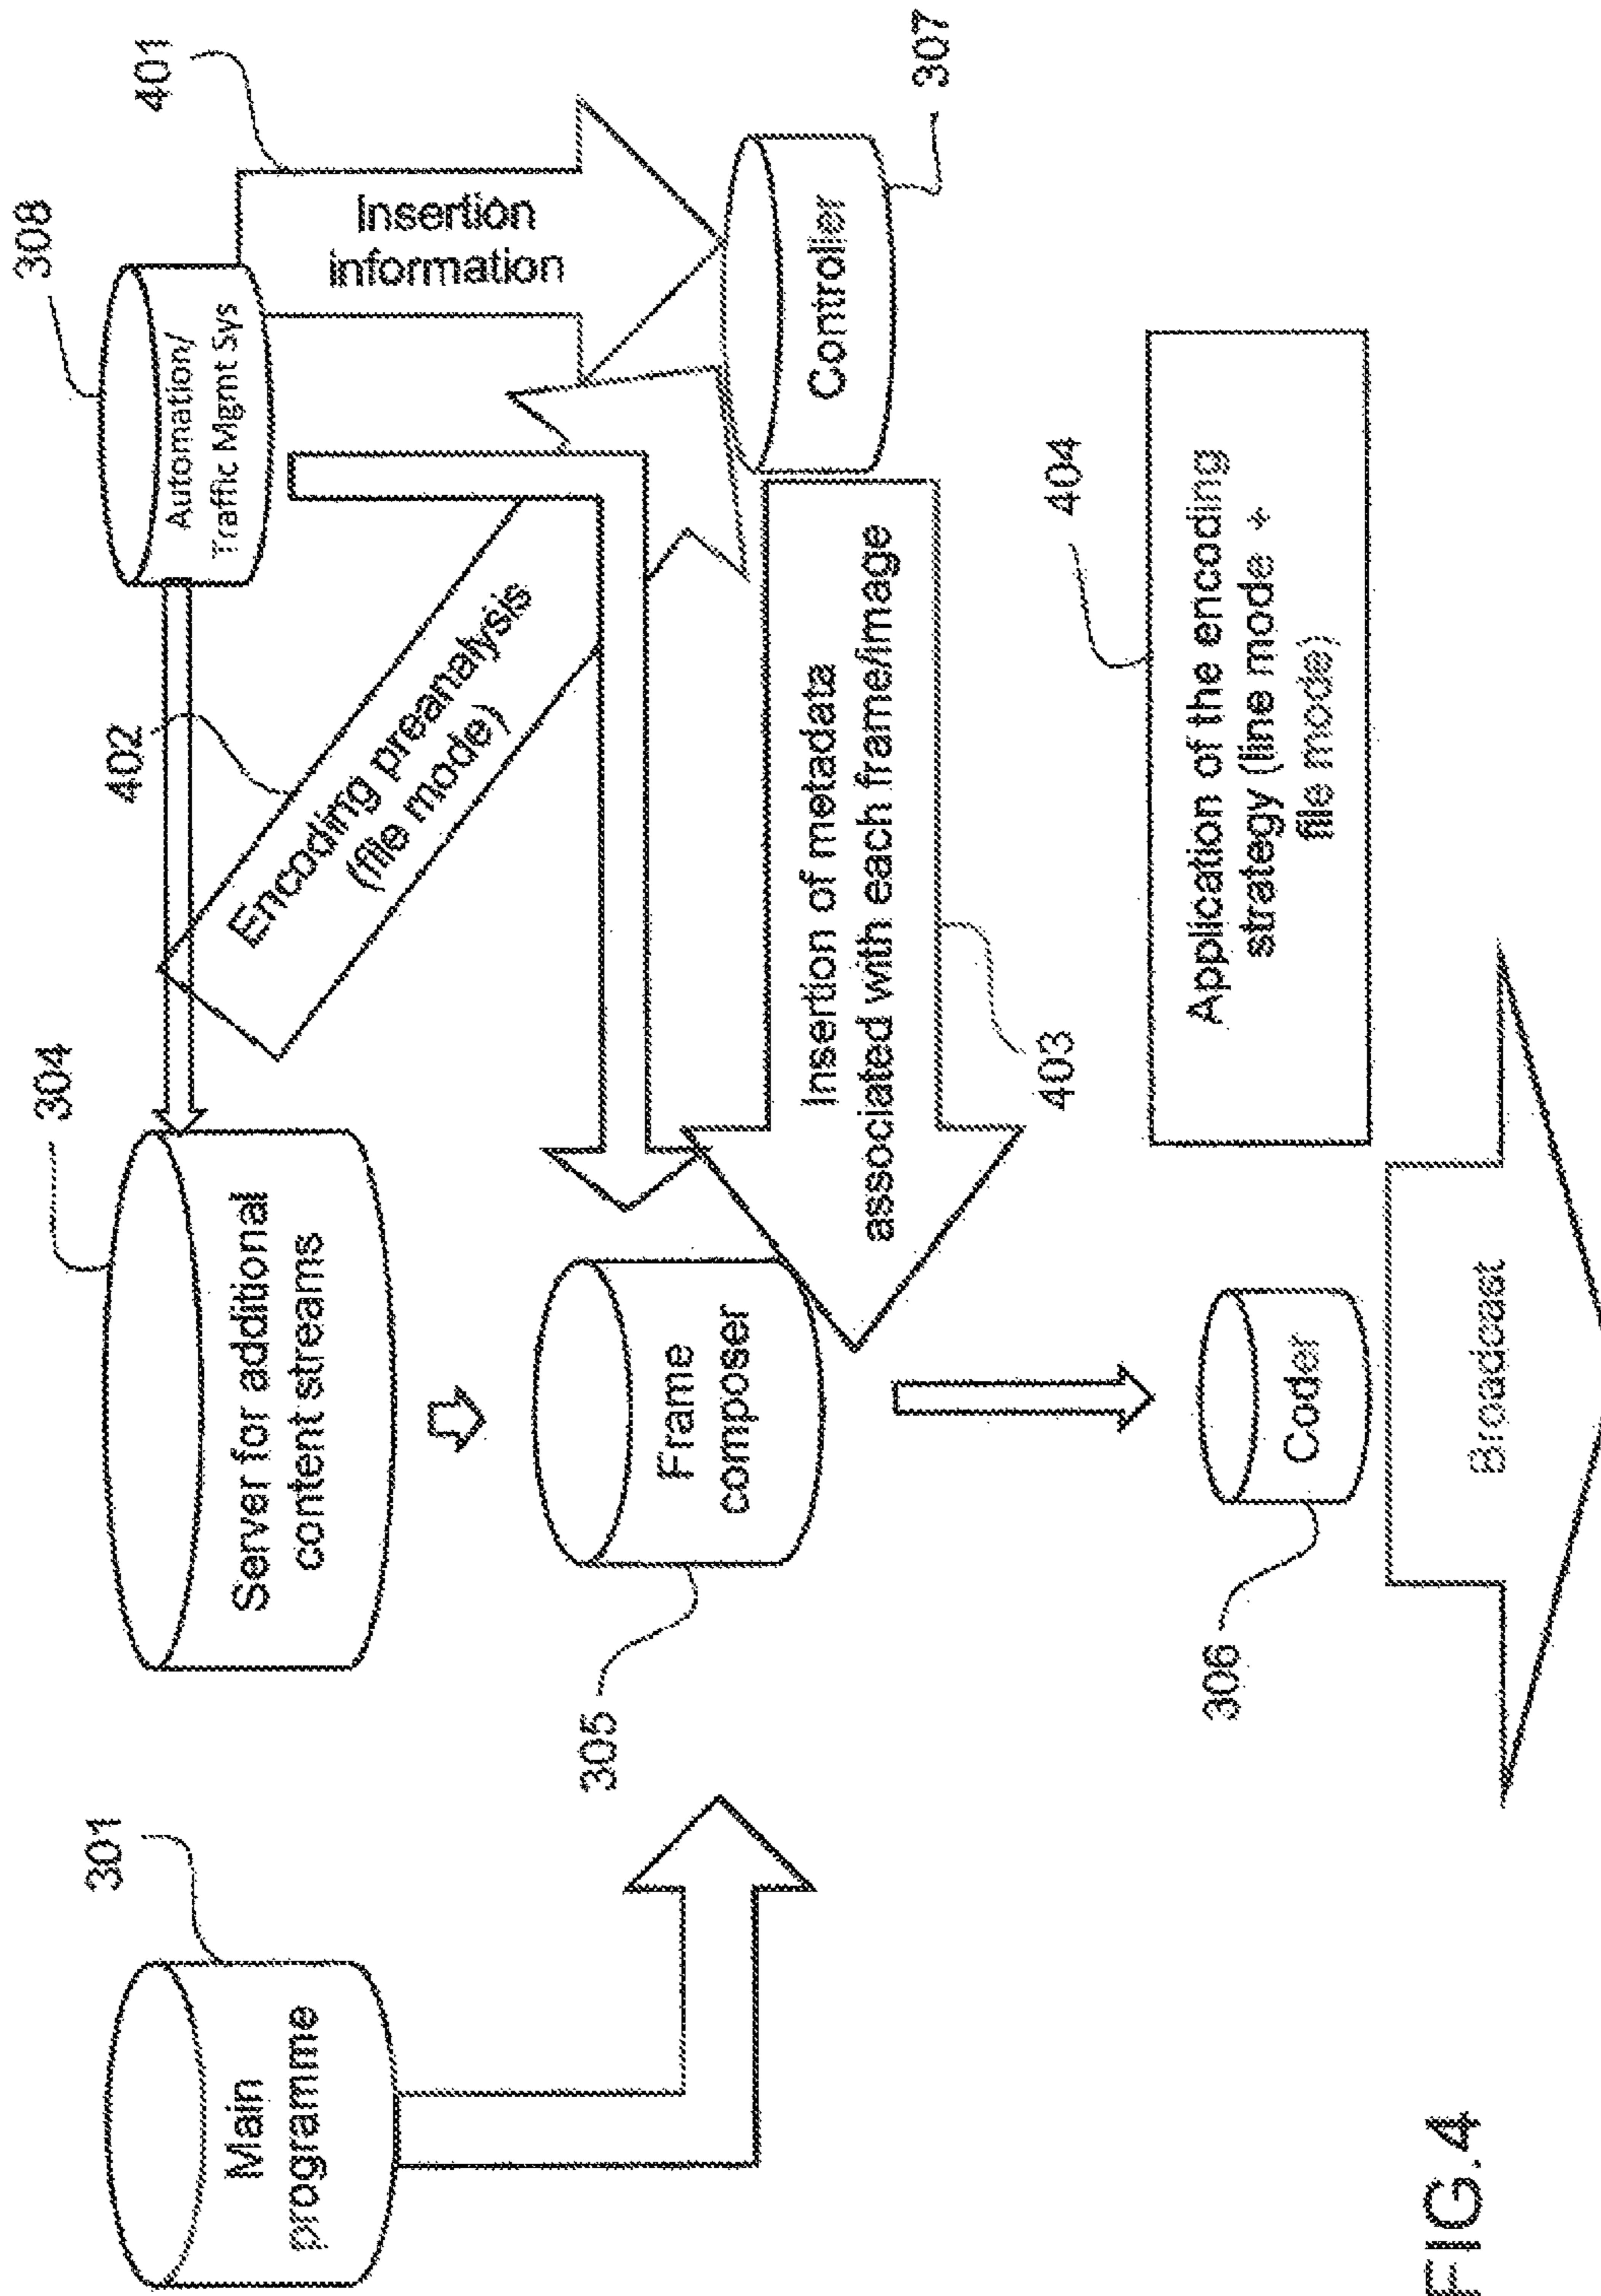 301
Main
programme
304
Server for additional
content streams
308
Automation/
Traffic Mgmt Sys
401
Insertion
information
402
Encoding preanalysis
(file mode)
305
Frame
composer
Insertion of metadata
associated with each frame/image
403
Controller
307
306
Coder
404
Application of the encoding
strategy (line mode +
file mode)
Broadcast
FIG.4